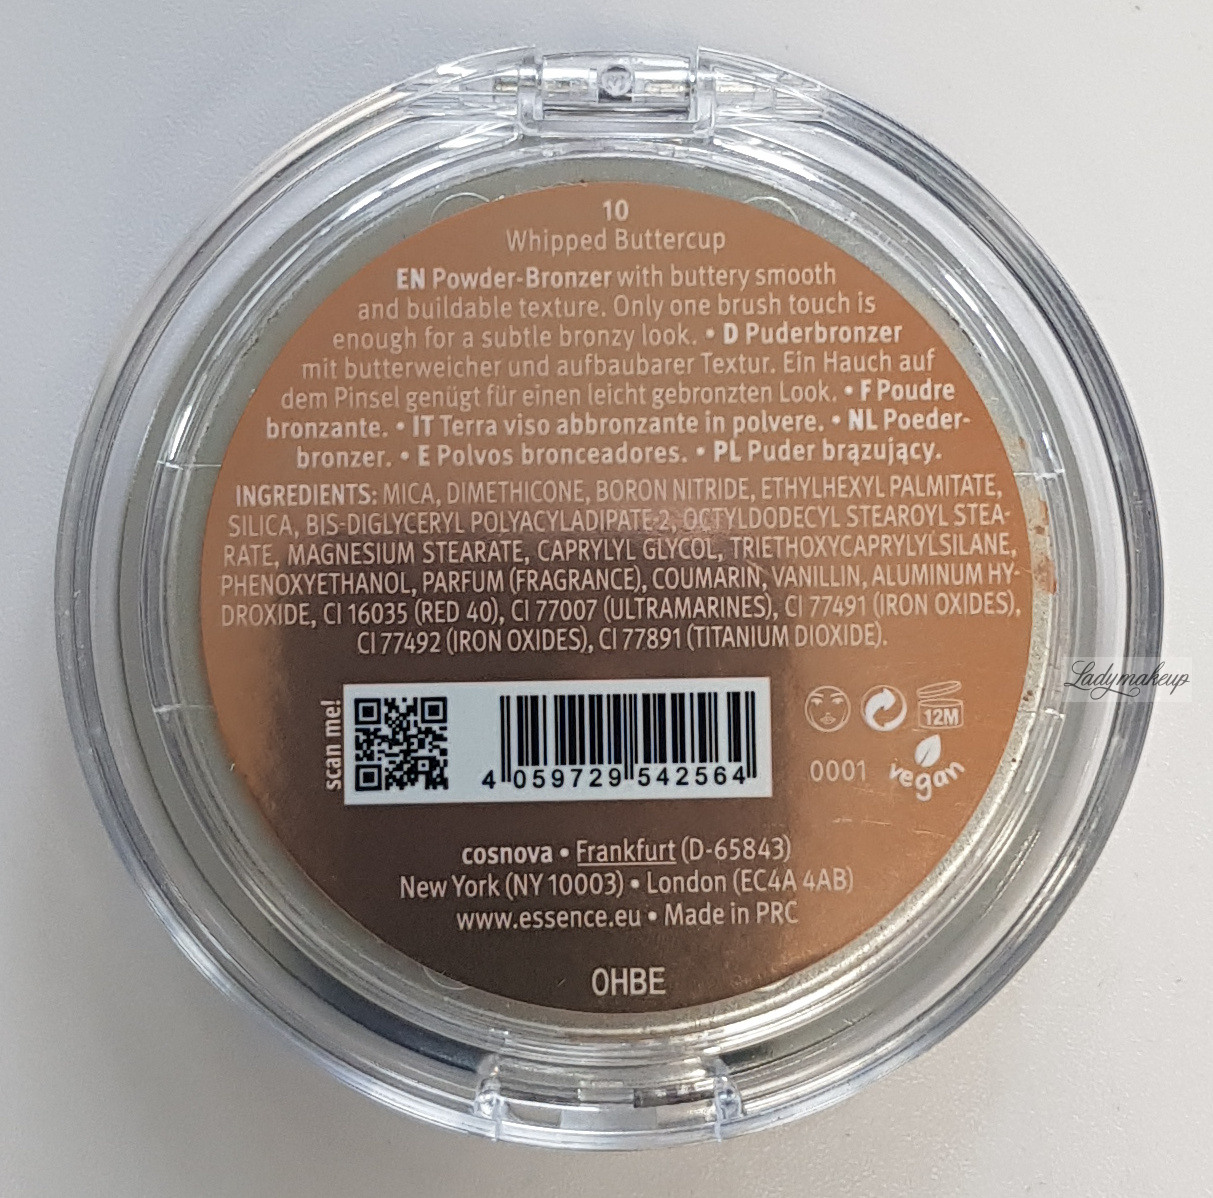 10
Whipped Buttercup
EN Powder-Bronzer with buttery smooth
and buildable texture. Only one brush touch is
enough for a subtle bronzy look. • D Puderbronzer
mit butterweicher und aufbaubarer Textur. Ein Hauch auf
dem Pinsel genügt für einen leicht gebronzten Look. • F Poudre
bronzante. • IT Terra viso abbronzante in polvere. • NL Poeder-
bronzer. • E Polvos bronceadores. • PL Puder brązujący.
INGREDIENTS: MICA, DIMETHICONE, BORON NITRIDE, ETHYLHEXYL PALMITATE,
SILICA, BIS-DIGLYCERYL POLYACYLADIPATE-2, OCTYLDODECYL STEAROYL STEA-
RATE, MAGNESIUM STEARATE, CAPRYLYL GLYCOL, TRIETHOXYCAPRYLYLSILANE,
PHENOXYETHANOL, PARFUM (FRAGRANCE), COUMARIN, VANILLIN, ALUMINUM HY-
DROXIDE, CI 16035 (RED 40), CI 77007 (ULTRAMARINES), CI 77491 (IRON OXIDES),
CI 77492 (IRON OXIDES), CI 77891 (TITANIUM DIOXIDE).
scan me!
4 059729 542564
12M
0001
vegan
cosnova • Frankfurt (D-65843)
New York (NY 10003) • London (EC4A 4AB)
www.essence.eu • Made in PRC
OHBE
Ladymakeup